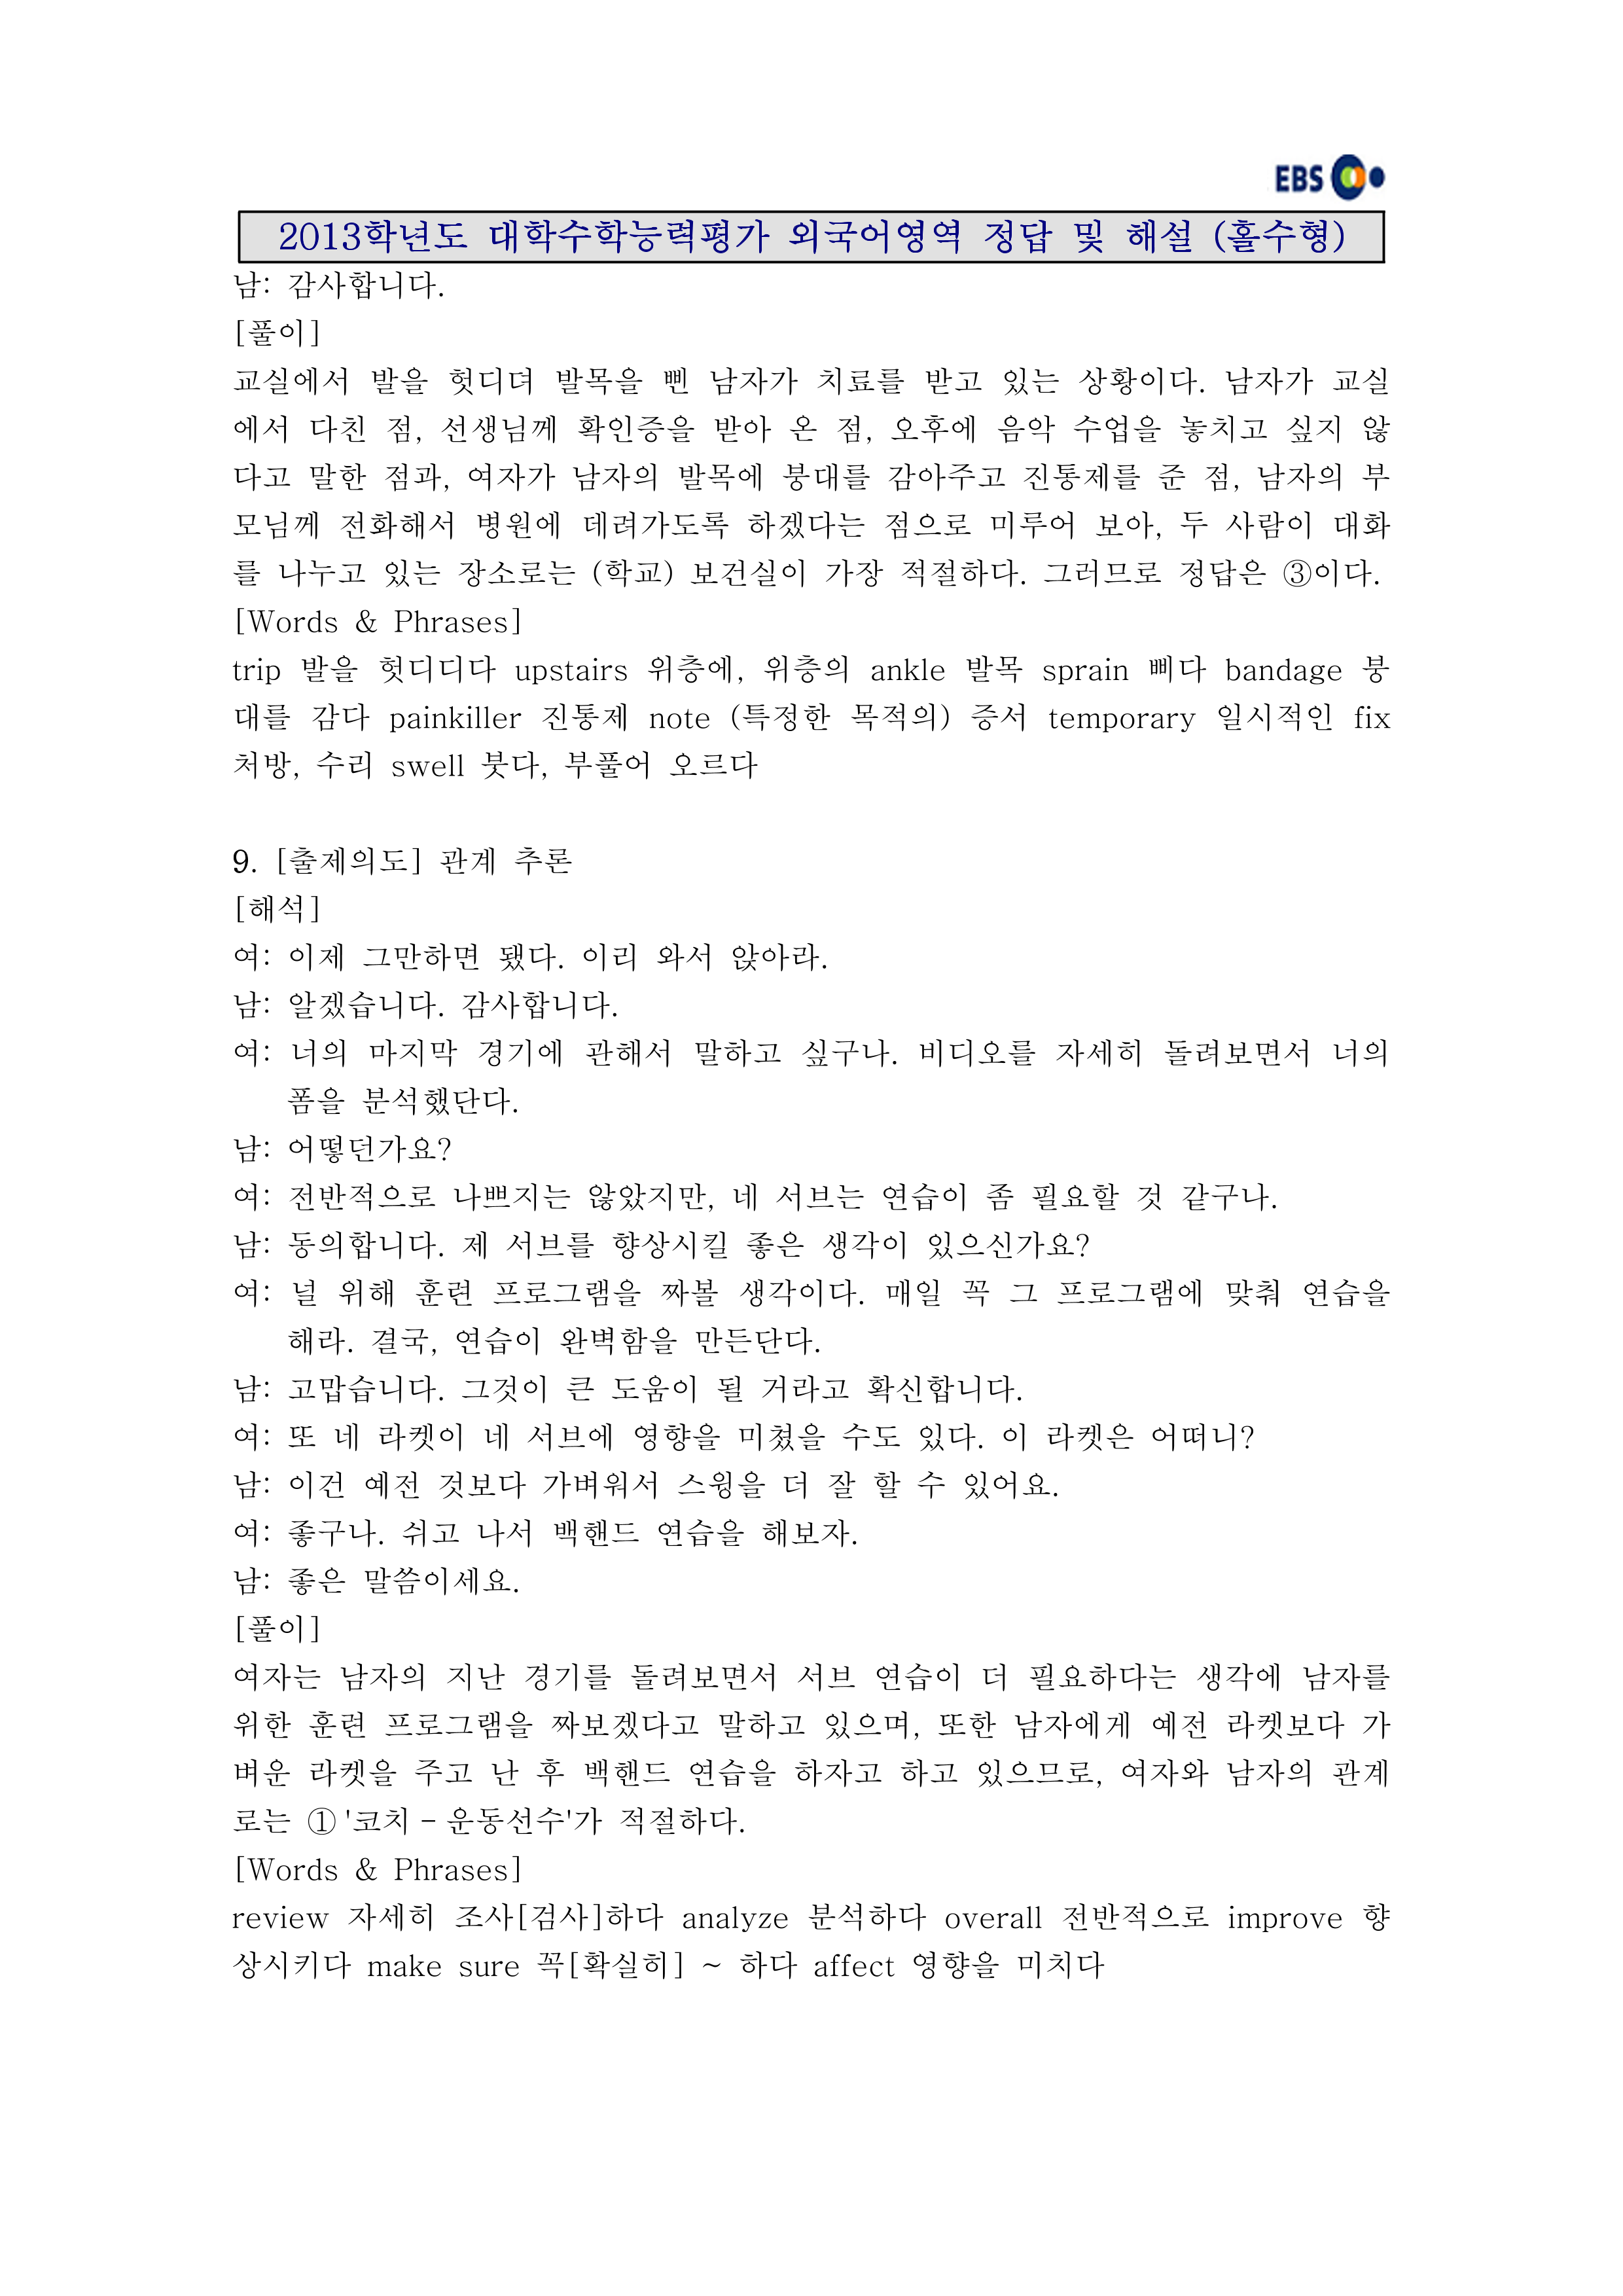 EBS
2013학년도 대학수학능력평가 외국어영역 정답 및 해설 (홀수형)
남: 감사합니다.
[풀이]
교실에서 발을 헛디뎌 발목을 삔 남자가 치료를 받고 있는 상황이다. 남자가 교실
에서 다친 점, 선생님께 확인증을 받아 온 점, 오후에 음악 수업을 놓치고 싶지 않
다고 말한 점과, 여자가 남자의 발목에 붕대를 감아주고 진통제를 준 점, 남자의 부
모님께 전화해서 병원에 데려가도록 하겠다는 점으로 미루어 보아, 두 사람이 대화
를 나누고 있는 장소로는 (학교) 보건실이 가장 적절하다. 그러므로 정답은 ③이다.
[Words & Phrases]
trip 발을 헛디디다 upstairs 위층에, 위층의 ankle 발목 sprain 삐다 bandage 붕
대를 감다 painkiller 진통제 note (특정한 목적의) 증서 temporary 일시적인 fix
처방, 수리 swell 붓다, 부풀어 오르다
9. [출제의도] 관계 추론
[해석]
여: 이제 그만하면 됐다. 이리 와서 앉아라.
남: 알겠습니다. 감사합니다.
여: 너의 마지막 경기에 관해서 말하고 싶구나. 비디오를 자세히 돌려보면서 너의
폼을 분석했단다.
남: 어떻던가요?
여: 전반적으로 나쁘지는 않았지만, 네 서브는 연습이 좀 필요할 것 같구나.
남: 동의합니다. 제 서브를 향상시킬 좋은 생각이 있으신가요?
여: 널 위해 훈련 프로그램을 짜볼 생각이다. 매일 꼭 그 프로그램에 맞춰 연습을
해라. 결국, 연습이 완벽함을 만든단다.
남: 고맙습니다. 그것이 큰 도움이 될 거라고 확신합니다.
여: 또 네 라켓이 네 서브에 영향을 미쳤을 수도 있다. 이 라켓은 어떠니?
남: 이건 예전 것보다 가벼워서 스윙을 더 잘 할 수 있어요.
여: 좋구나. 쉬고 나서 백핸드 연습을 해보자.
남: 좋은 말씀이세요.
[풀이]
여자는 남자의 지난 경기를 돌려보면서 서브 연습이 더 필요하다는 생각에 남자를
위한 훈련 프로그램을 짜보겠다고 말하고 있으며, 또한 남자에게 예전 라켓보다 가
벼운 라켓을 주고 난 후 백핸드 연습을 하자고 하고 있으므로, 여자와 남자의 관계
로는 ① '코치 - 운동선수'가 적절하다.
[Words & Phrases]
review 자세히 조사[검사]하다 analyze 분석하다 overall 전반적으로 improve 향
상시키다 make sure 꼭[확실히] ~ 하다 affect 영향을 미치다